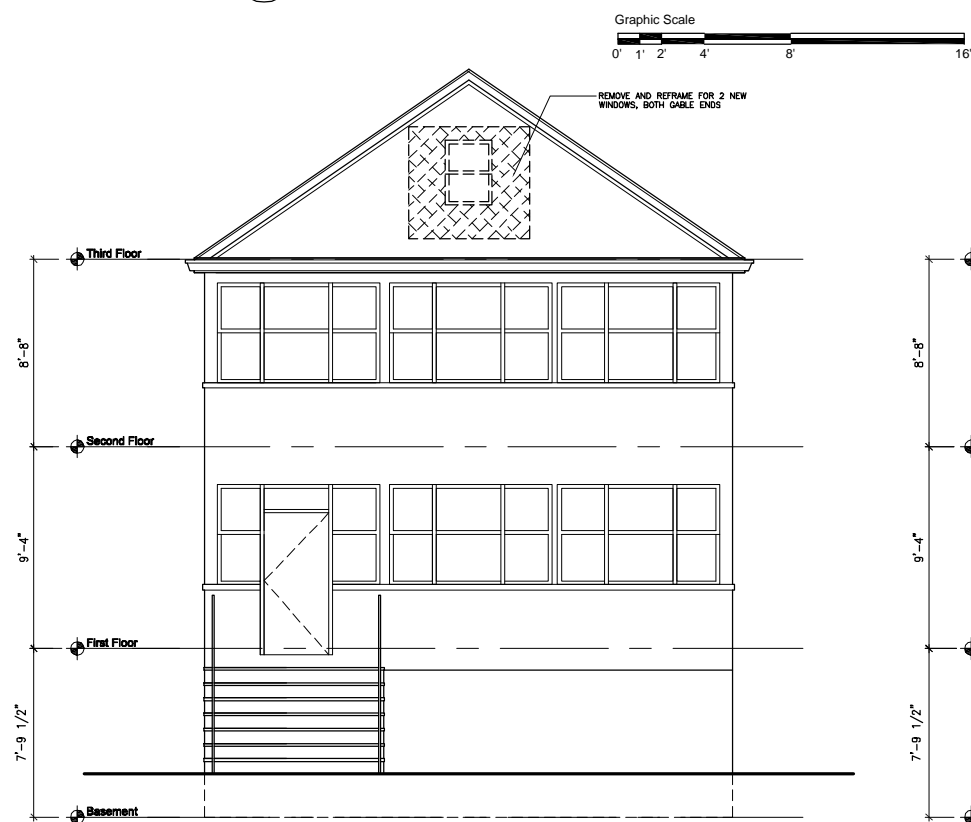 Graphic Scale
0' 1' 2' 4' 8' 16'
REMOVE AND REFRAME FOR 2 NEW
WINDOWS, BOTH GABLE ENDS
Third Floor
8'-8"
8'-8"
Second Floor
9'-4"
9'-4"
First Floor
7'-9 1/2"
7'-9 1/2"
Basement